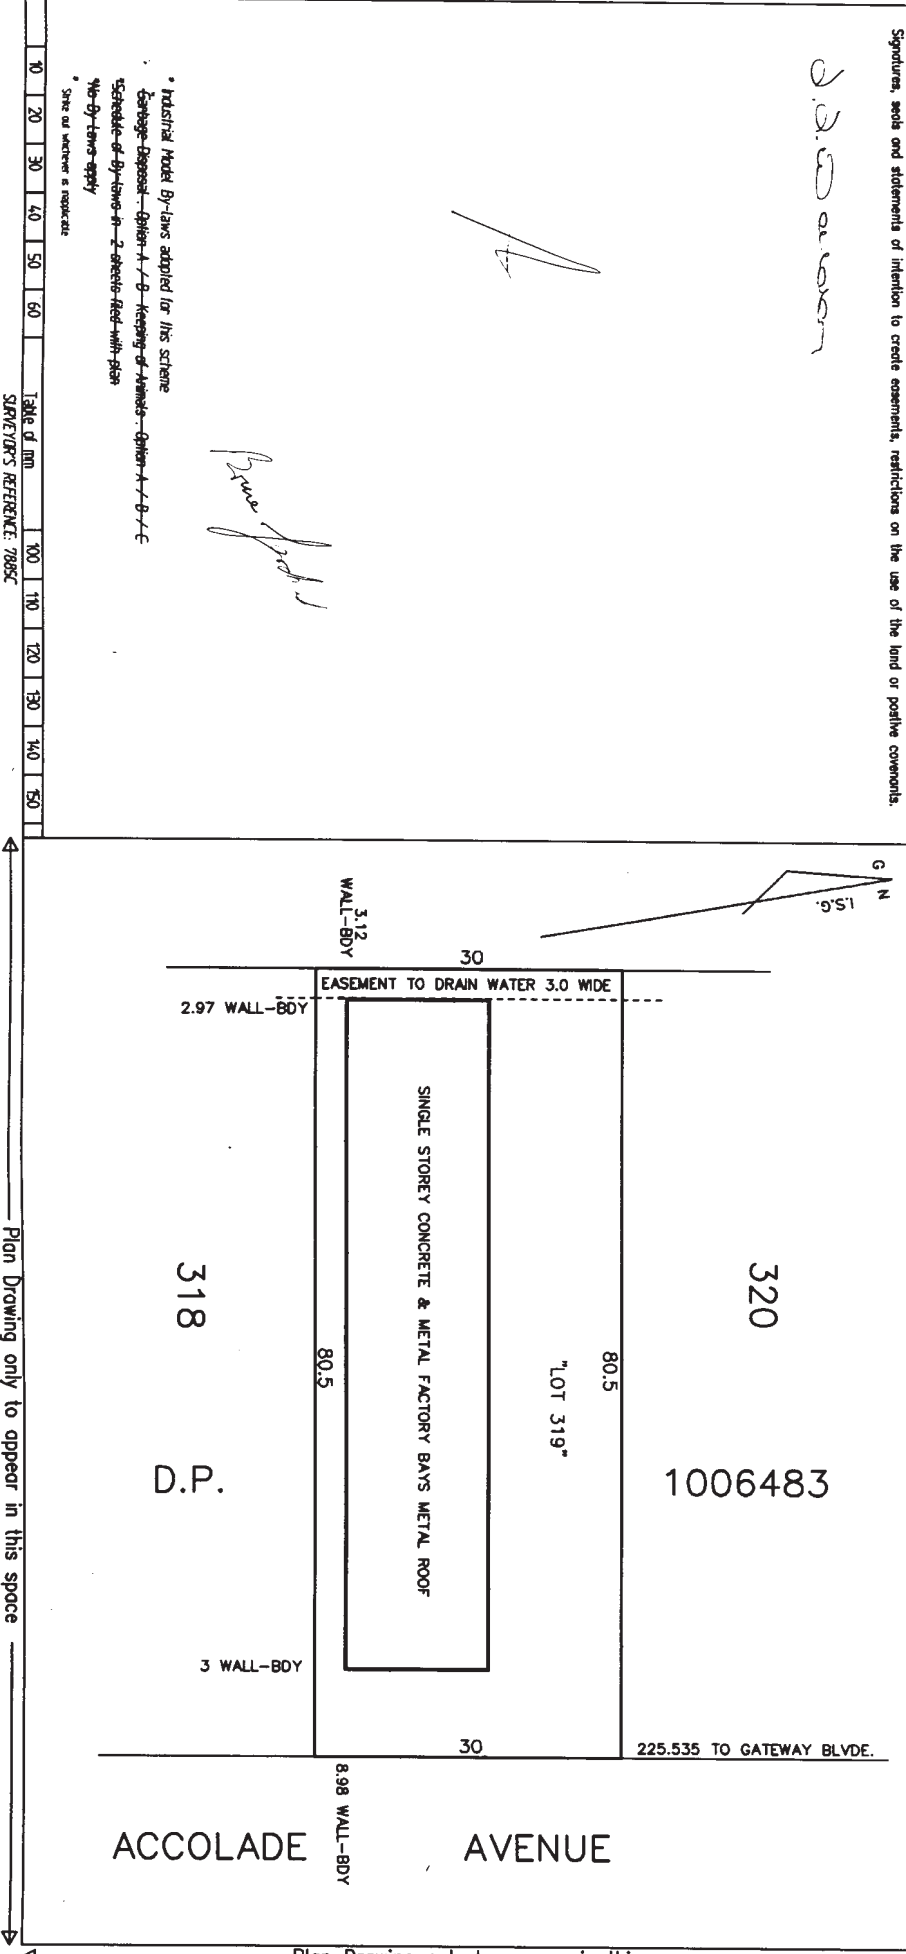 Signatures, seals and statements of intention to create easements, restrictions on the use of the land or positive covenants.
* Industrial Model By-laws adopted for this scheme
* Garbage Disposal. Option A / B Keeping of Animals. Option A / B / C
*Schedule of By-laws in 2 sheets filed with plan
*No By Laws apply
* Strike out whichever is inapplicable
10 20 30 40 50 60 Table of mm 100 110 120 130 140 150
SURVEYOR'S REFERENCE: 7885C
G N
I.S.G.
3.12
WALL-BDY
30
EASEMENT TO DRAIN WATER 3.0 WIDE
2.97 WALL-BDY
SINGLE STOREY CONCRETE & METAL FACTORY BAYS METAL ROOF
320
318
80.5
80.5
"LOT 319"
D.P.
1006483
3 WALL-BDY
30
225.535 TO GATEWAY BLVDE.
8.98 WALL-BDY
ACCOLADE AVENUE
Plan Drawing only to appear in this space